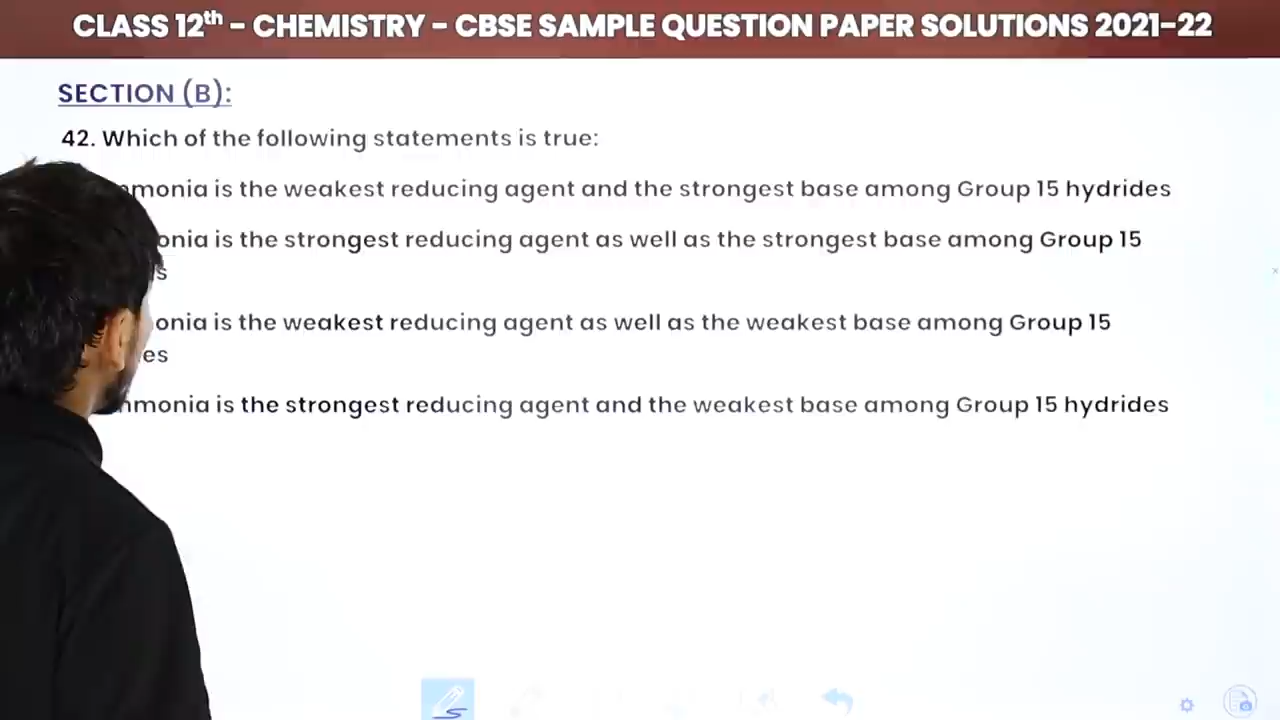 CLASS 12th - CHEMISTRY - CBSE SAMPLE QUESTION PAPER SOLUTIONS 2021-22
SECTION (B):
42. Which of the following statements is true:
mmonia is the weakest reducing agent and the strongest base among Group 15 hydrides
onia is the strongest reducing agent as well as the strongest base among Group 15
s
onia is the weakest reducing agent as well as the weakest base among Group 15
es
mmonia is the strongest reducing agent and the weakest base among Group 15 hydrides